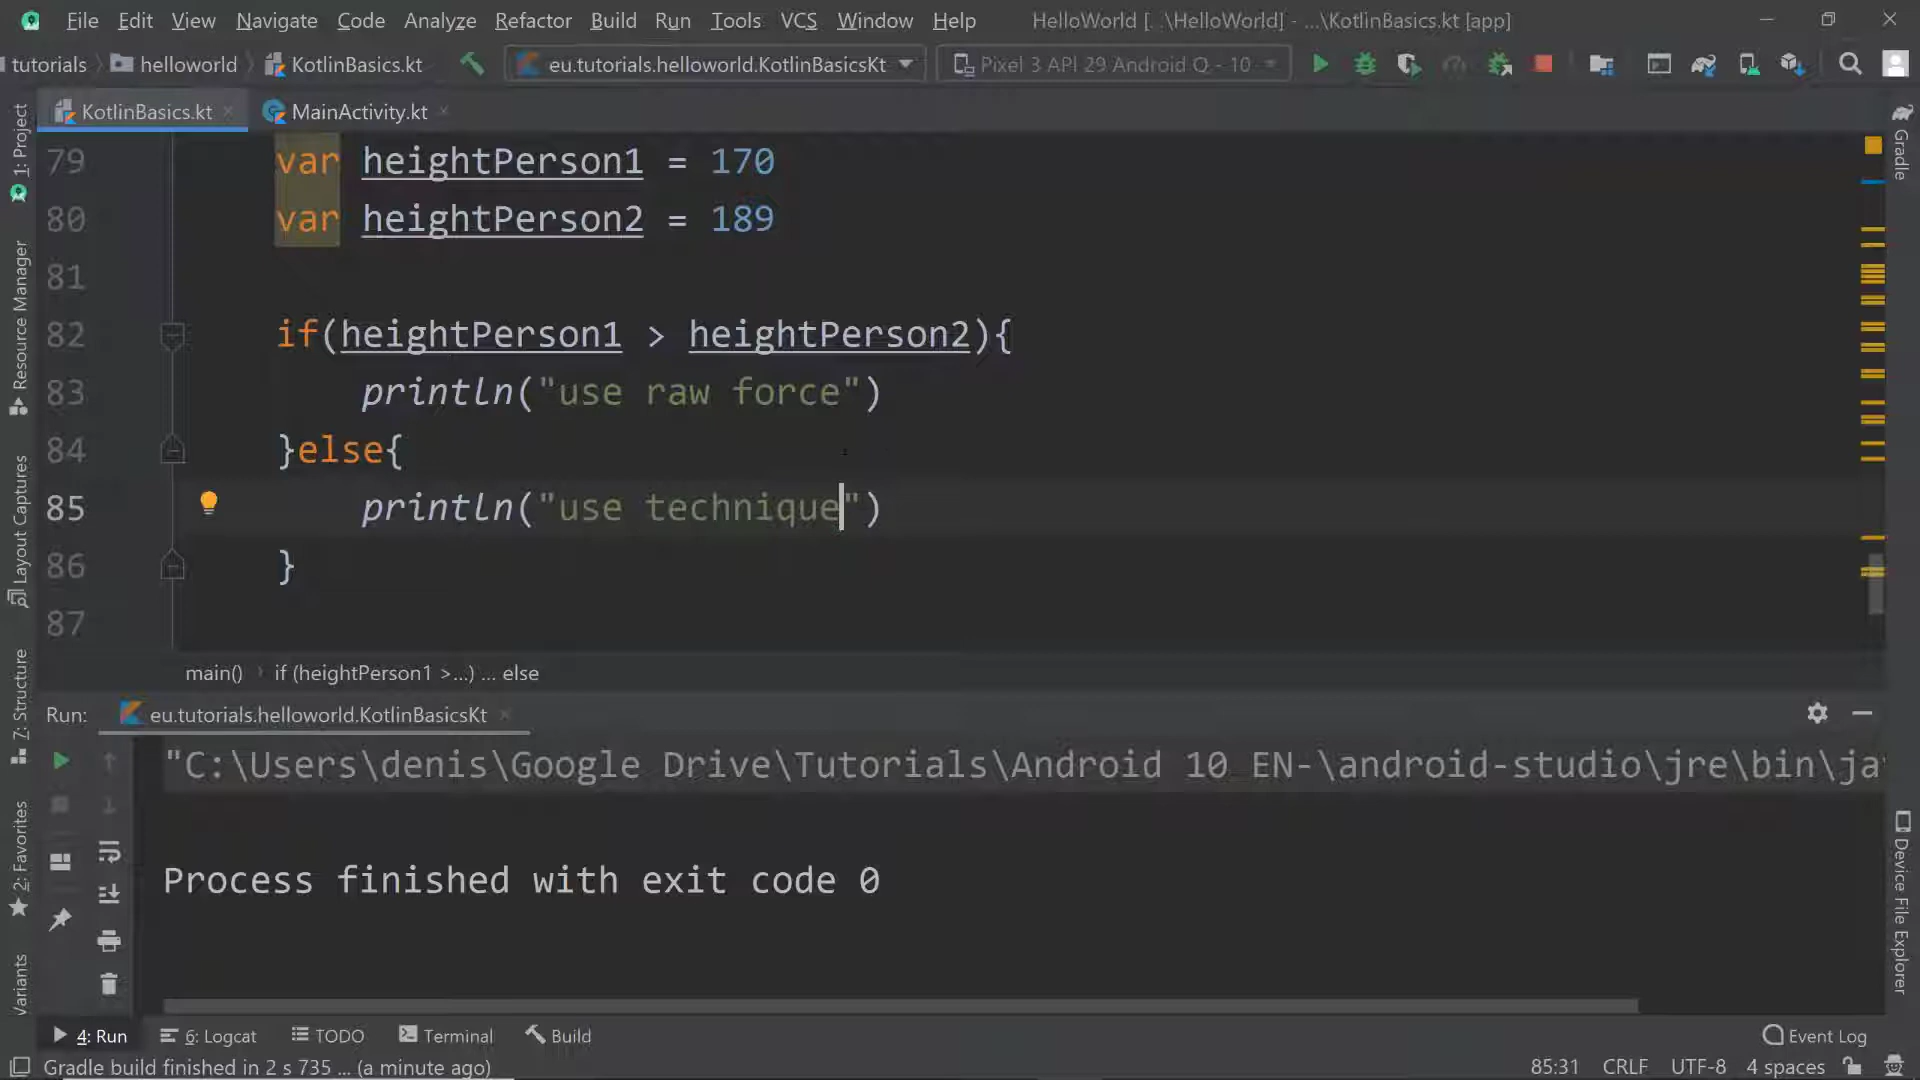 File Edit View Navigate Code Analyze Refactor Build Run Tools VCS Window Help HelloWorld [...\HelloWorld] - ...\KotlinBasics.kt [app]
tutorials helloworld KotlinBasics.kt eu.tutorials.helloworld.KotlinBasicsKt Pixel 3 API 29 Android Q - 10
KotlinBasics.kt MainActivity.kt
79 var heightPerson1 = 170
80 var heightPerson2 = 189
81
82 if(heightPerson1 > heightPerson2){
83 println("use raw force")
84 }else{
85 println("use technique")
86 }
87
main() if (heightPerson1 >...) ... else
Run: eu.tutorials.helloworld.KotlinBasicsKt
"C:\Users\denis\Google Drive\Tutorials\Android 10 EN-\android-studio\jre\bin\ja
Process finished with exit code 0
4: Run 6: Logcat TODO Terminal Build Event Log
Gradle build finished in 2 s 735 ... (a minute ago) 85:31 CRLF UTF-8 4 spaces
1: Project
Resource Manager
Layout Captures
7: Structure
2: Favorites
Variants
Gradle
Device File Explorer